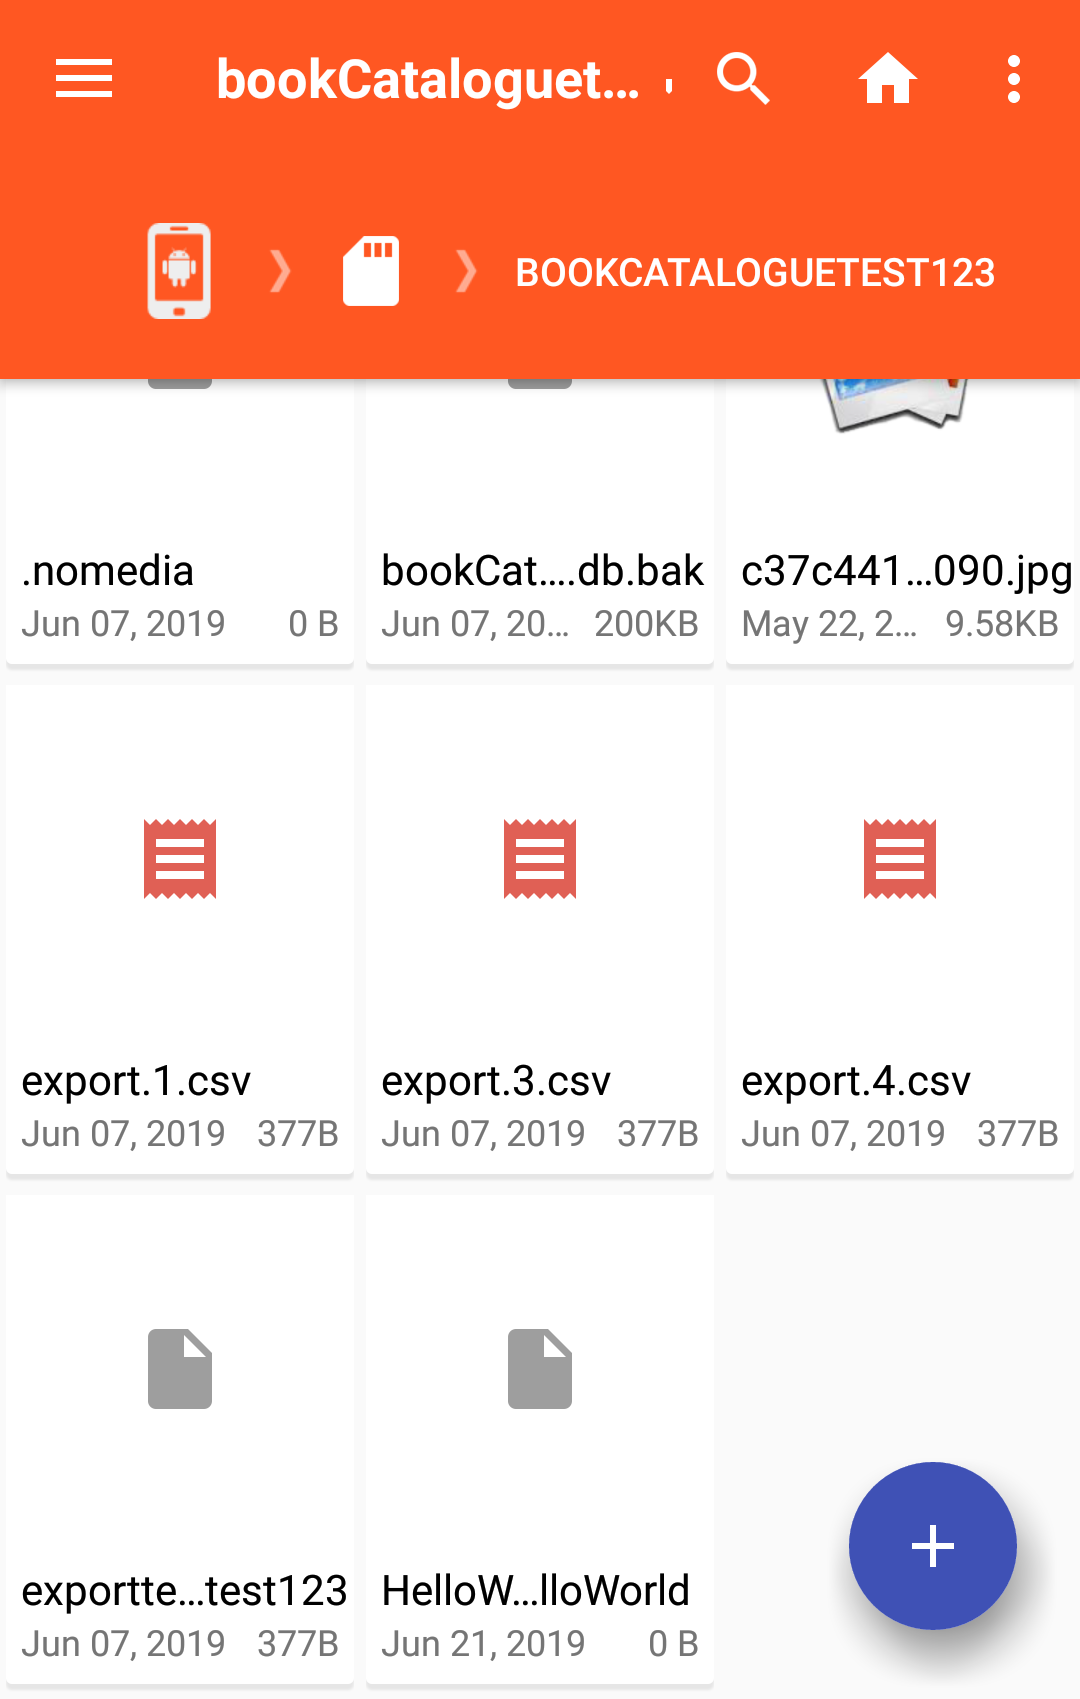 bookCataloguet...
BOOKCATALOGUETEST123
.nomedia
Jun 07, 2019 0 B
bookCat....db.bak
Jun 07, 20... 200KB
c37c441...090.jpg
May 22, 2... 9.58KB
export.1.csv
Jun 07, 2019 377B
export.3.csv
Jun 07, 2019 377B
export.4.csv
Jun 07, 2019 377B
exportte...test123
Jun 07, 2019 377B
HelloW...lloWorld
Jun 21, 2019 0 B